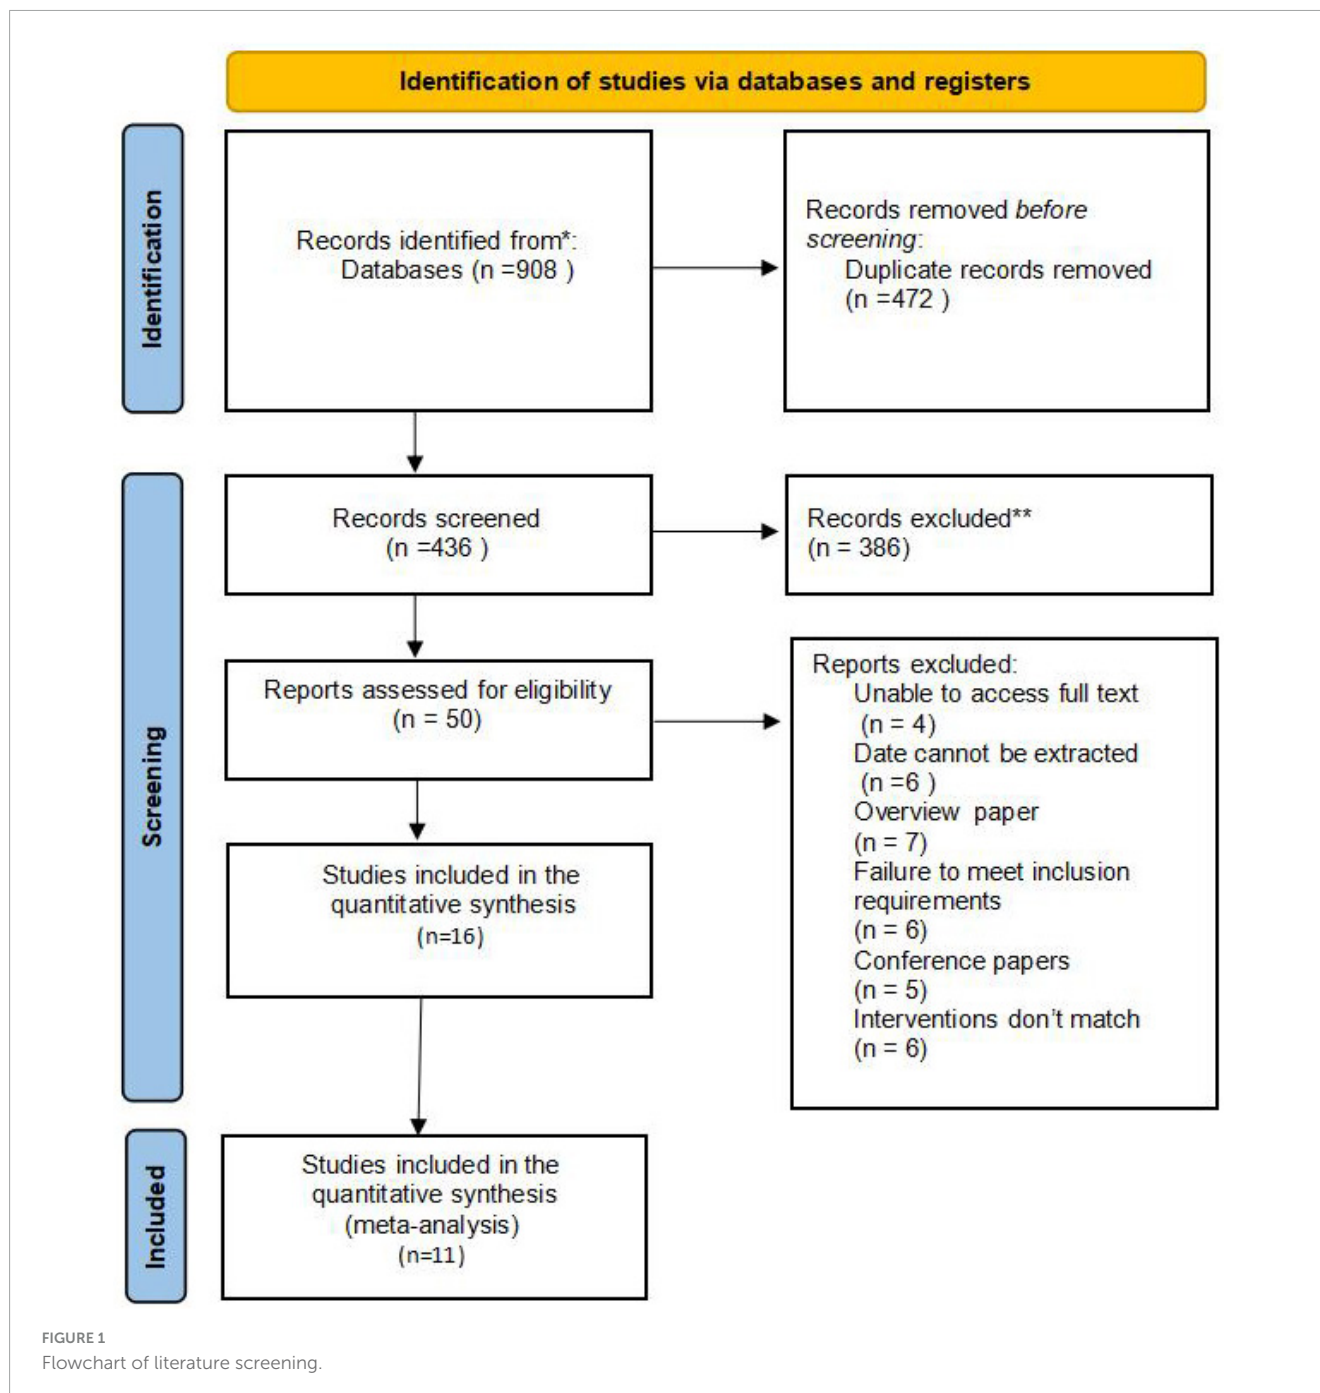 Identification of studies via databases and registers
Identification
Records identified from*:
Databases (n =908 )
Records removed before
screening:
Duplicate records removed
(n =472 )
Screening
Records screened
(n =436 )
Records excluded**
(n = 386)
Reports assessed for eligibility
(n = 50)
Reports excluded:
Unable to access full text
(n = 4)
Date cannot be extracted
(n =6 )
Overview paper
(n = 7)
Failure to meet inclusion
requirements
(n = 6)
Conference papers
(n = 5)
Interventions don't match
(n = 6)
Studies included in the
quantitative synthesis
(n=16)
Included
Studies included in the
quantitative synthesis
(meta-analysis)
(n=11)
FIGURE 1
Flowchart of literature screening.